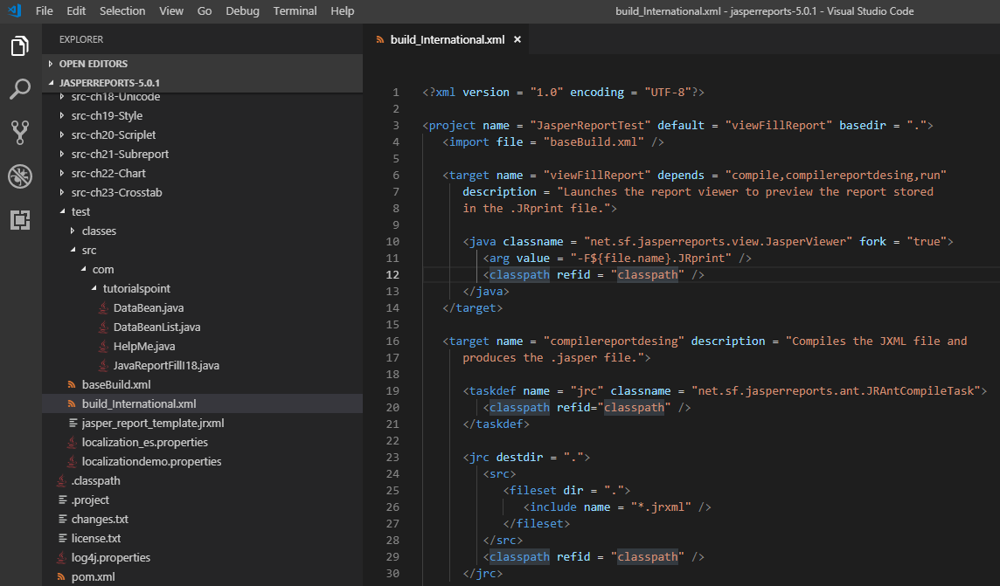 File Edit Selection View Go Debug Terminal Help
build_International.xml - jasperreports-5.0.1 - Visual Studio Code
EXPLORER
OPEN EDITORS
JASPERREPORTS-5.0.1
src-ch18-Unicode
src-ch19-Style
src-ch20-Scriplet
src-ch21-Subreport
src-ch22-Chart
src-ch23-Crosstab
test
classes
src
com
tutorialspoint
DataBean.java
DataBeanList.java
HelpMe.java
JavaReportFillI18.java
baseBuild.xml
build_International.xml
jasper_report_template.jrxml
localization_es.properties
localizationdemo.properties
.classpath
.project
changes.txt
license.txt
log4j.properties
pom.xml
build_International.xml ×
1 <?xml version = "1.0" encoding = "UTF-8"?>
2
3 <project name = "JasperReportTest" default = "viewFillReport" basedir = ".">
4 <import file = "baseBuild.xml" />
5
6 <target name = "viewFillReport" depends = "compile,compilereportdesing,run"
7 description = "Launches the report viewer to preview the report stored
8 in the .JRprint file.">
9
10 <java classname = "net.sf.jasperreports.view.JasperViewer" fork = "true">
11 <arg value = "-F${file.name}.JRprint" />
12 <classpath refid = "classpath" />
13 </java>
14 </target>
15
16 <target name = "compilereportdesing" description = "Compiles the JXML file and
17 produces the .jasper file.">
18
19 <taskdef name = "jrc" classname = "net.sf.jasperreports.ant.JRAntCompileTask">
20 <classpath refid="classpath" />
21 </taskdef>
22
23 <jrc destdir = ".">
24 <src>
25 <fileset dir = ".">
26 <include name = "*.jrxml" />
27 </fileset>
28 </src>
29 <classpath refid = "classpath" />
30 </jrc>